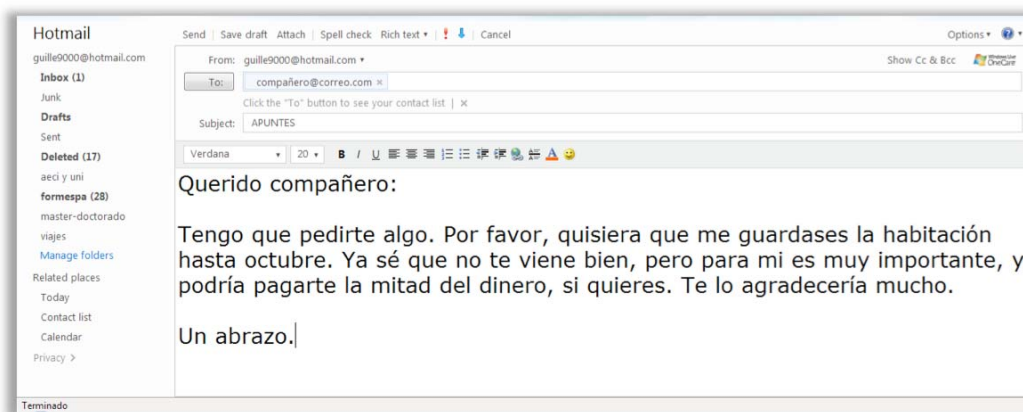 Hotmail
Send | Save draft Attach | Spell check Rich text ▾ | Cancel
Options ▾
guille9000@hotmail.com
From: guille9000@hotmail.com ▾
Show Cc & Bcc
Windows Live
OneCare
Inbox (1)
To: compañero@correo.com ×
Junk
Click the "To" button to see your contact list | ×
Drafts
Subject: APUNTES
Sent
Deleted (17)
Verdana ▾ 20 ▾ B I U A
aeci y uni
formespa (28)
master-doctorado
viajes
Manage folders
Related places
Today
Contact list
Calendar
Privacy >
Querido compañero:
Tengo que pedirte algo. Por favor, quisiera que me guardases la habitación
hasta octubre. Ya sé que no te viene bien, pero para mi es muy importante, y
podría pagarte la mitad del dinero, si quieres. Te lo agradecería mucho.
Un abrazo.
Terminado